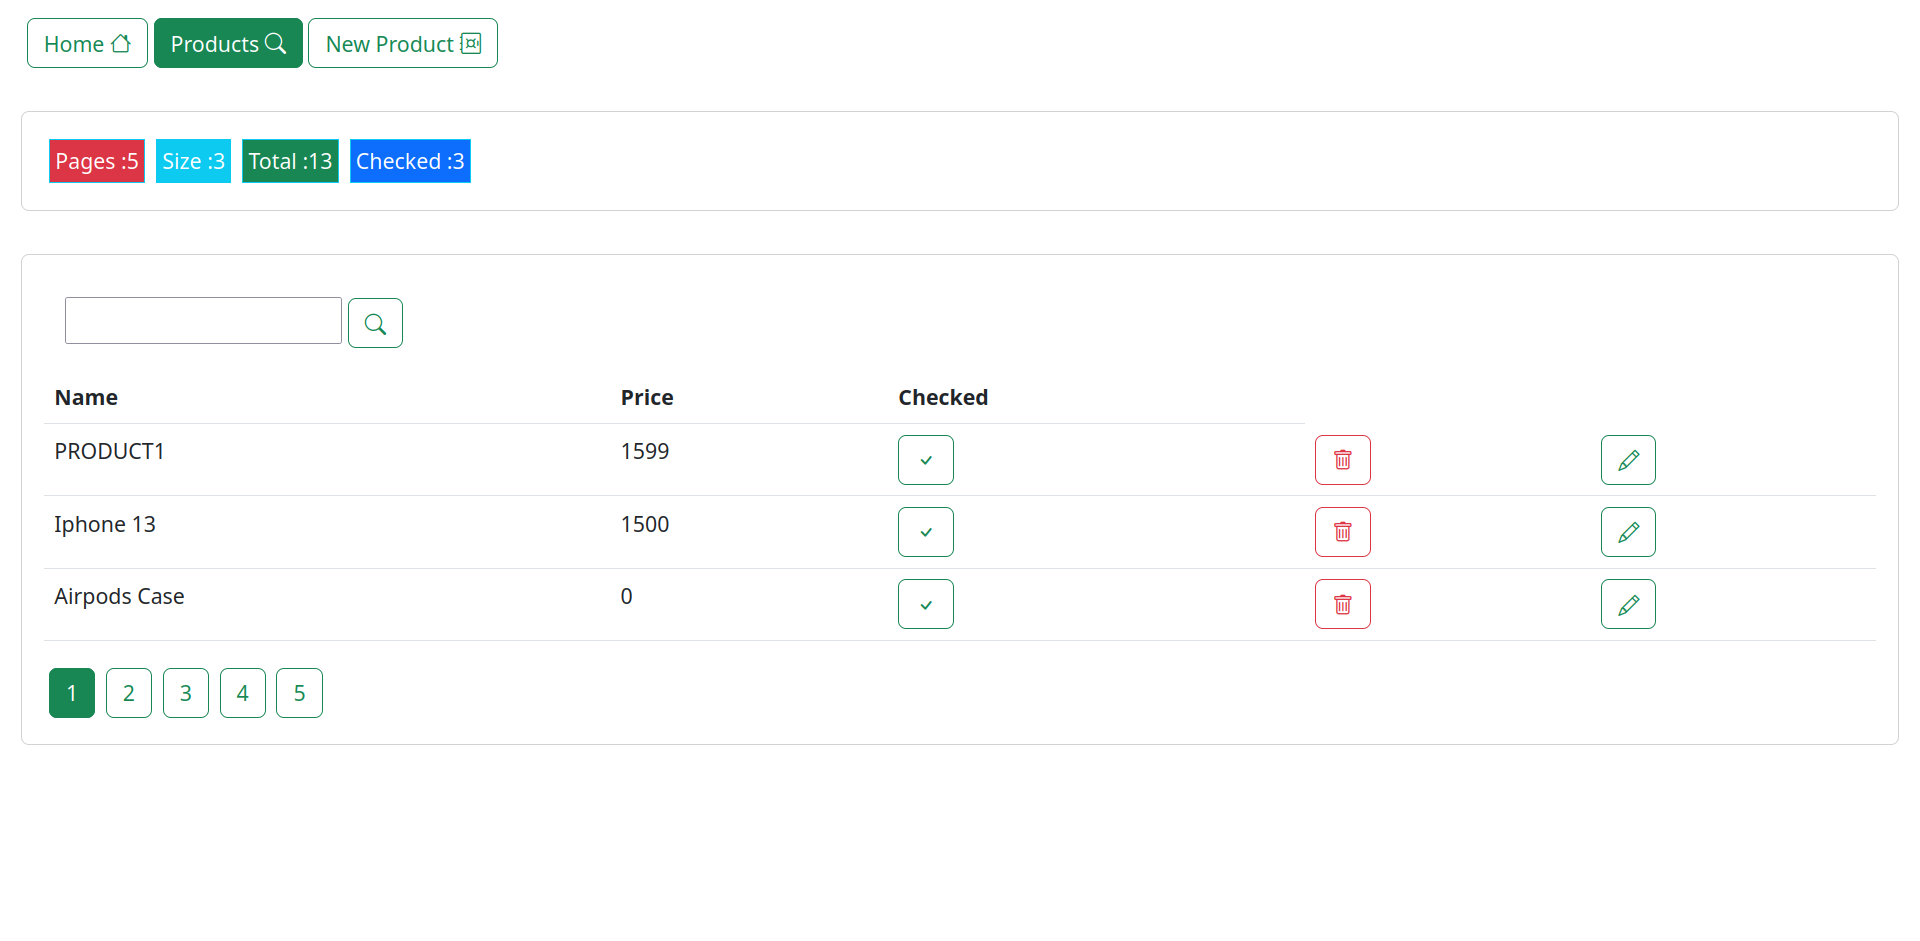 Home Products New Product
Pages :5 Size :3 Total :13 Checked :3
Name Price Checked
PRODUCT1 1599
Iphone 13 1500
Airpods Case 0
1 2 3 4 5